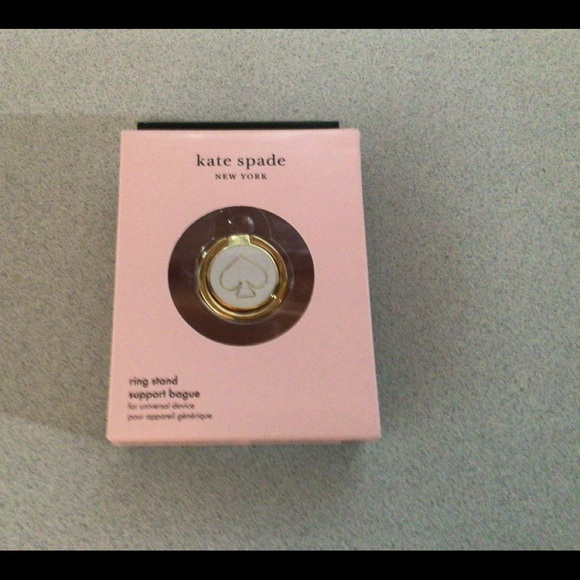 kate spade
NEW YORK
ring stand
support bague
for universal device
pour appareil générique